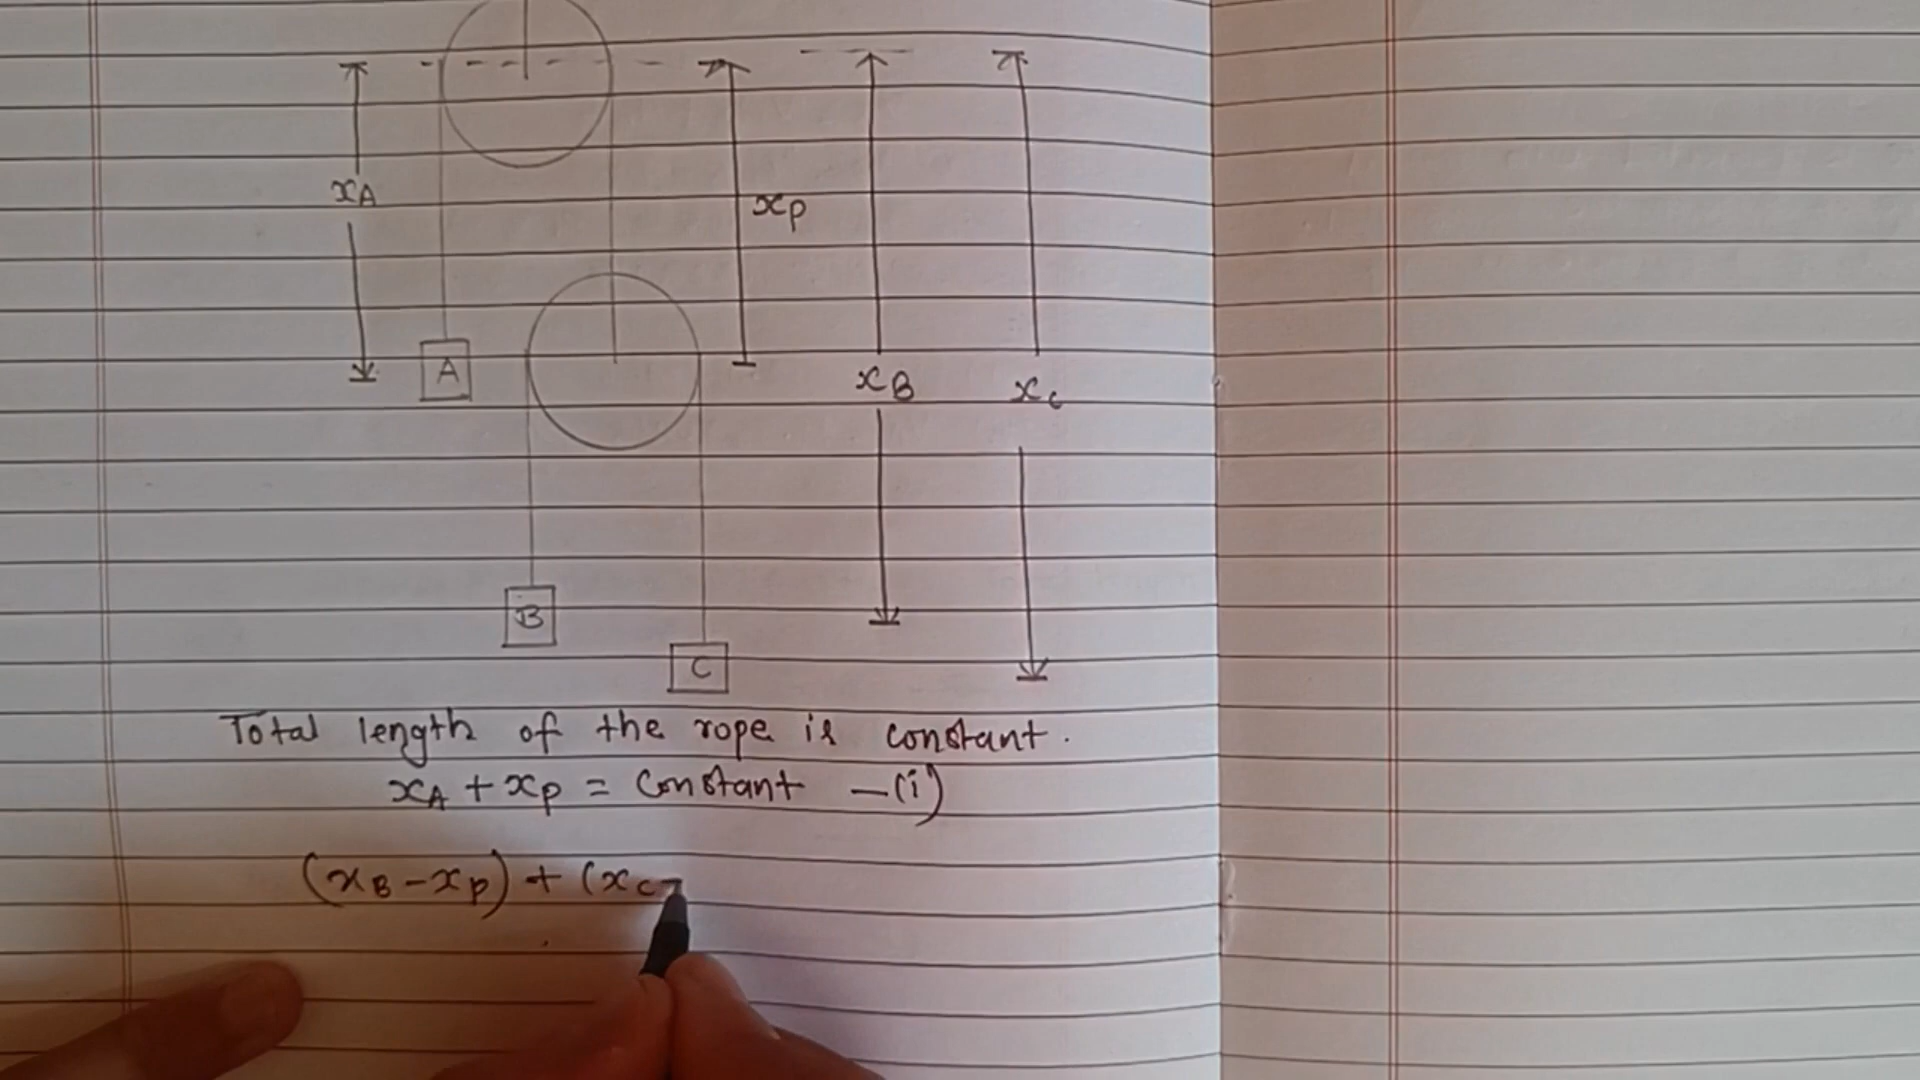 xA
xP
A
xB
xc
B
C
Total length of the rope is constant.
xA + xP = Constant —(i)
(xB - xP) + (xC -